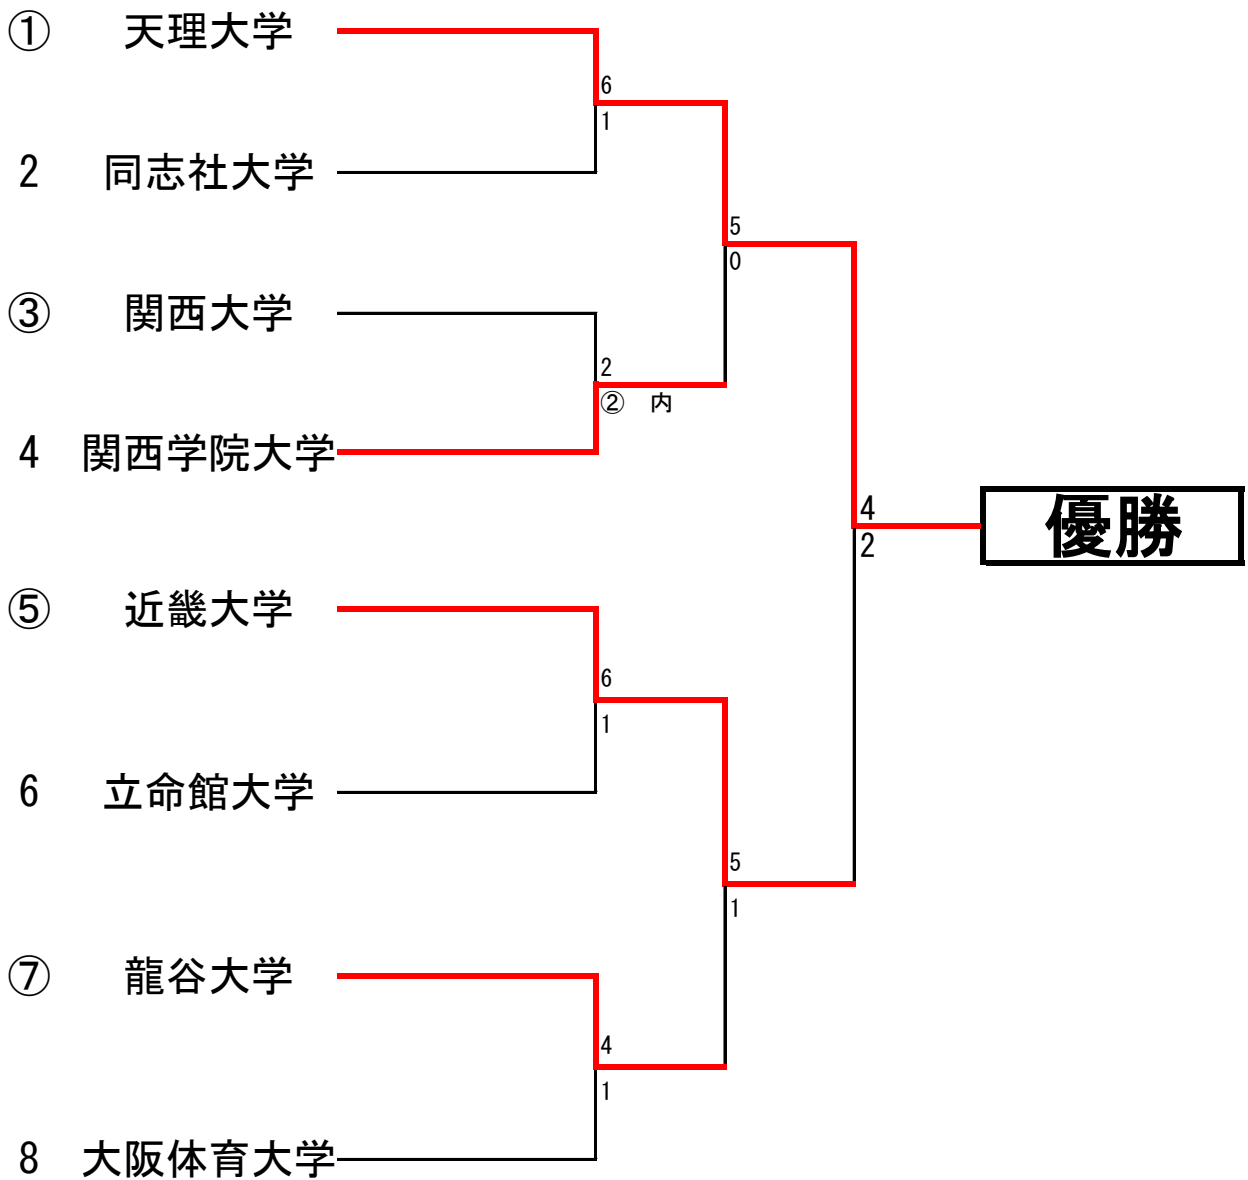 ① 天理大学
6
1
2 同志社大学
5
0
③ 関西大学
2
② 内
4 関西学院大学
4
2
優勝
⑤ 近畿大学
6
1
6 立命館大学
5
1
⑦ 龍谷大学
4
1
8 大阪体育大学